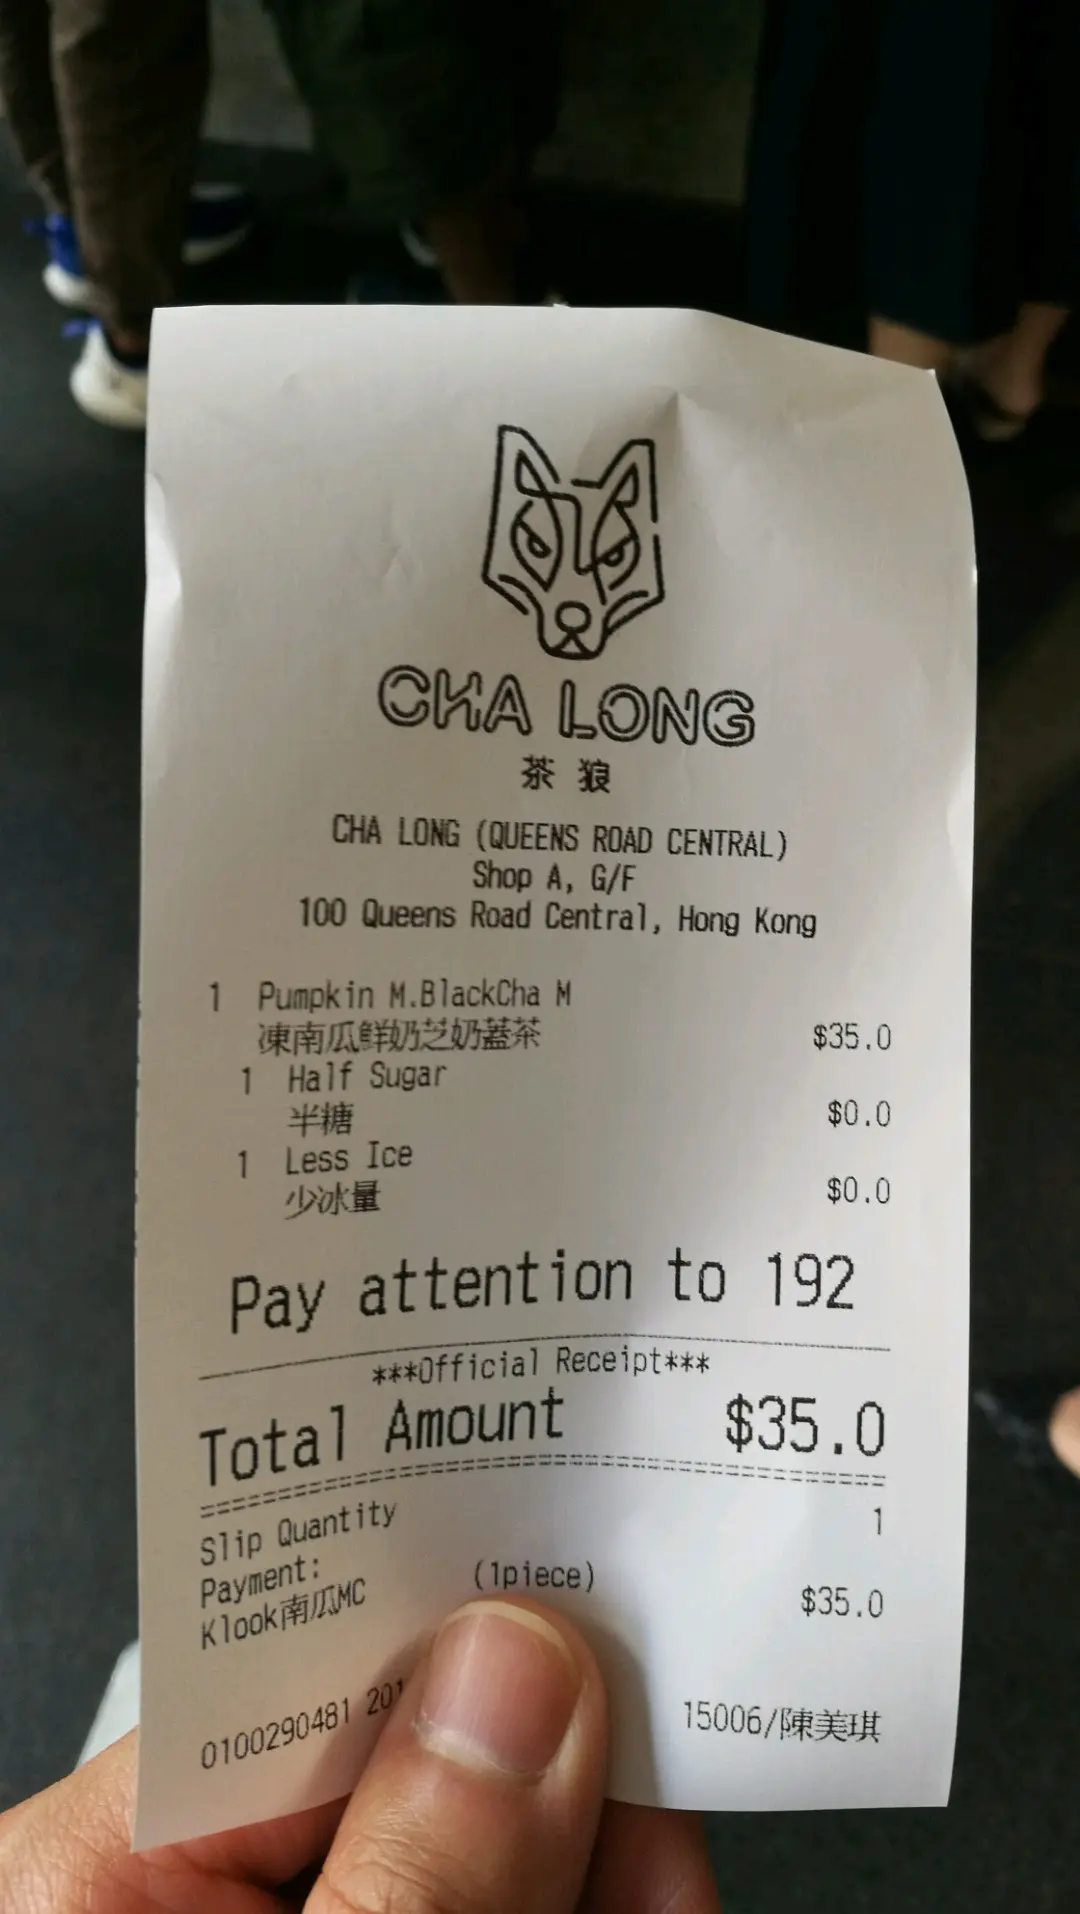 CHA LONG
茶狼
CHA LONG (QUEENS ROAD CENTRAL)
Shop A, G/F
100 Queens Road Central, Hong Kong
1 Pumpkin M.BlackCha M
凍南瓜鮮奶芝奶蓋茶 $35.0
1 Half Sugar
半糖 $0.0
1 Less Ice
少冰量 $0.0
Pay attention to 192
***Official Receipt***
Total Amount $35.0
Slip Quantity 1
Payment:
Klook南瓜MC (1piece) $35.0
0100290481 201 15006/陳美琪